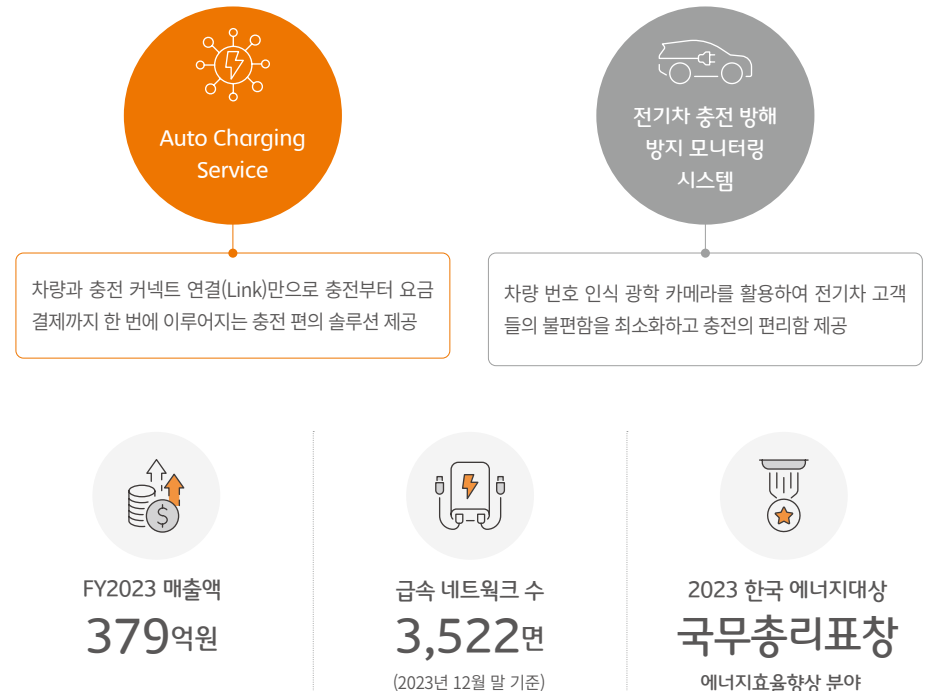 Auto Charging
Service
전기차 충전 방해
방지 모니터링
시스템
차량과 충전 커넥트 연결(Link)만으로 충전부터 요금
결제까지 한 번에 이루어지는 충전 편의 솔루션 제공
차량 번호 인식 광학 카메라를 활용하여 전기차 고객
들의 불편함을 최소화하고 충전의 편리함 제공
$
FY2023 매출액
379억원
급속 네트웍크 수
3,522면
(2023년 12월 말 기준)
2023 한국 에너지대상
국무총리표창
에너지효율향상 분야